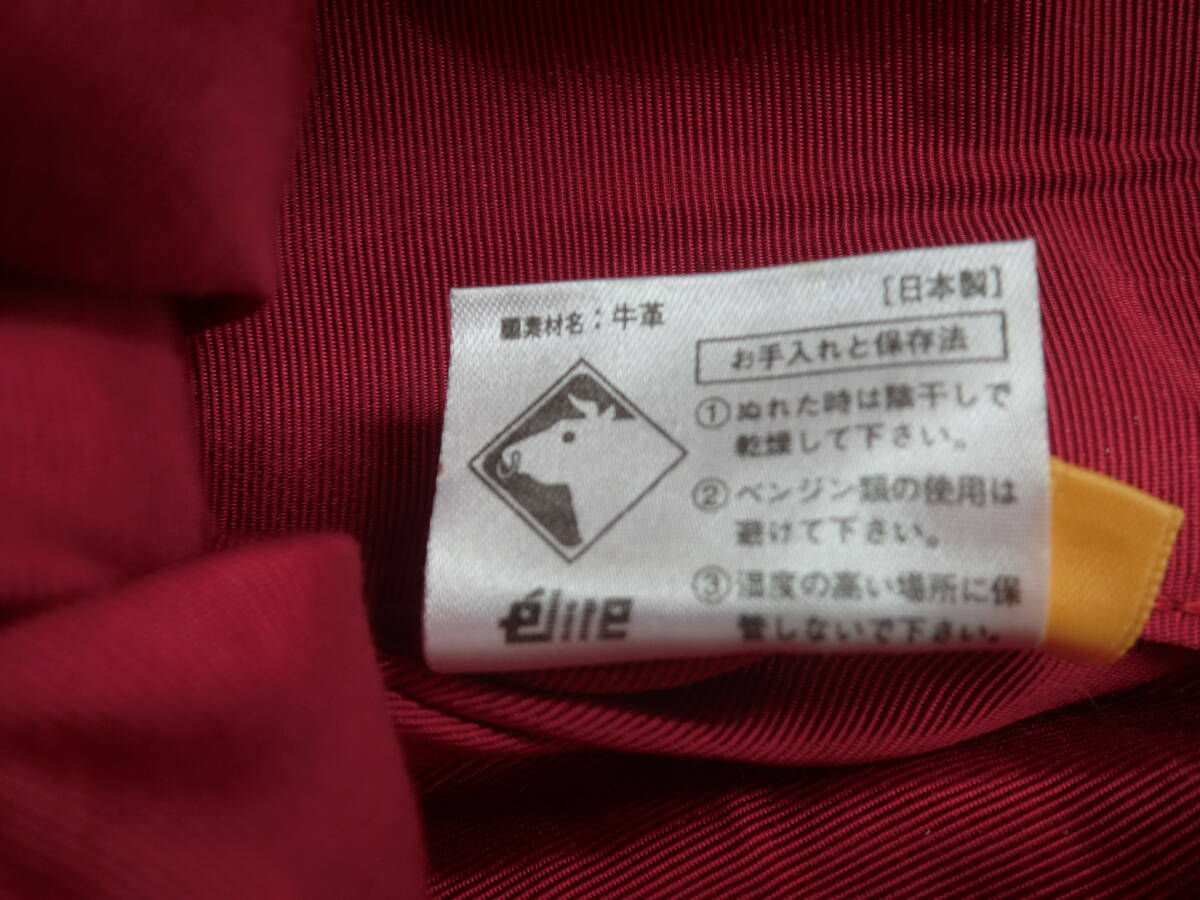 [日本製]
素材名：牛革
お手入れと保存法
①ぬれた時は陰干しで
乾燥して下さい。
②ベンジン類の使用は
避けて下さい。
③湿度の高い場所に保
管しないで下さい。
élite